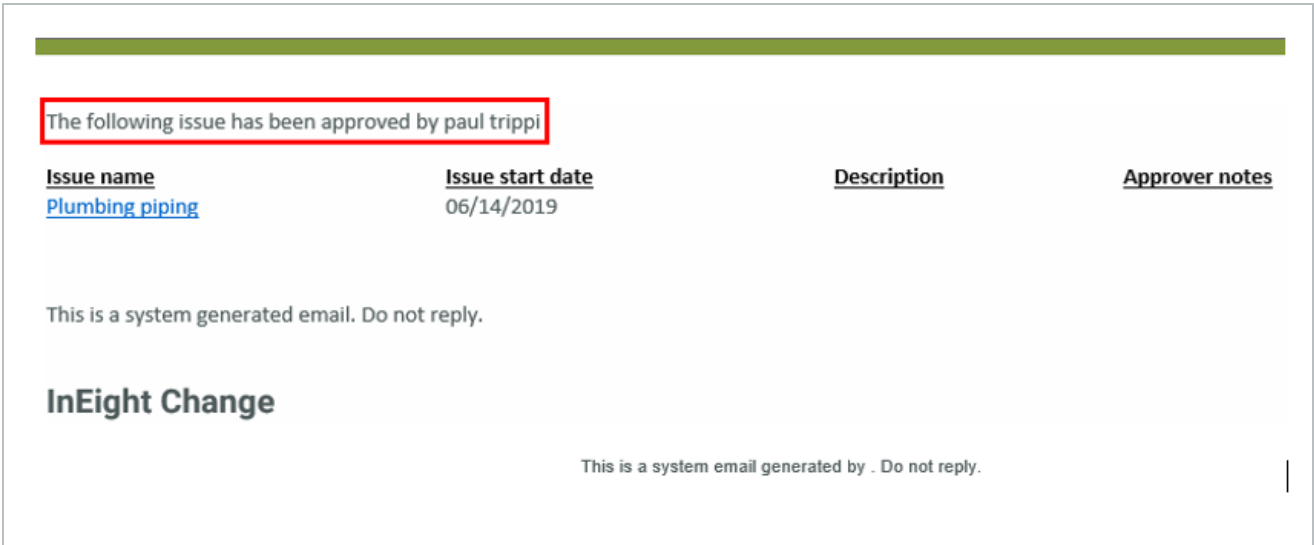 The following issue has been approved by paul trippi
Issue name Issue start date Description Approver notes
Plumbing piping 06/14/2019
This is a system generated email. Do not reply.
InEight Change
This is a system email generated by . Do not reply.